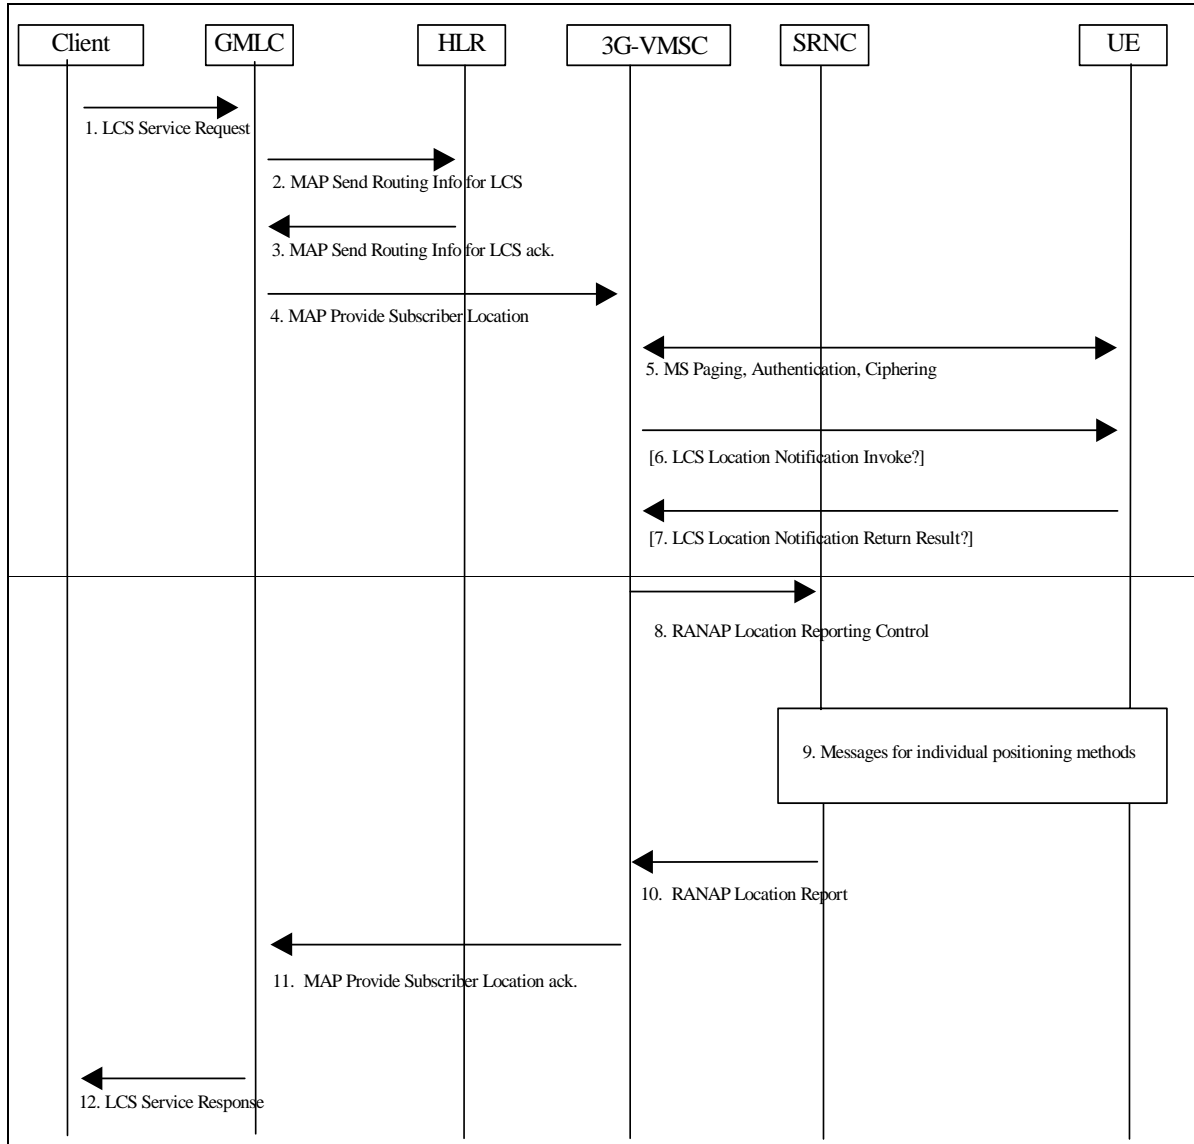 Client
GMLC
HLR
3G-VMSC
SRNC
UE
1. LCS Service Request
2. MAP Send Routing Info for LCS
3. MAP Send Routing Info for LCS ack.
4. MAP Provide Subscriber Location
5. MS Paging, Authentication, Ciphering
[6. LCS Location Notification Invoke?]
[7. LCS Location Notification Return Result?]
8. RANAP Location Reporting Control
9. Messages for individual positioning methods
10. RANAP Location Report
11. MAP Provide Subscriber Location ack.
12. LCS Service Response